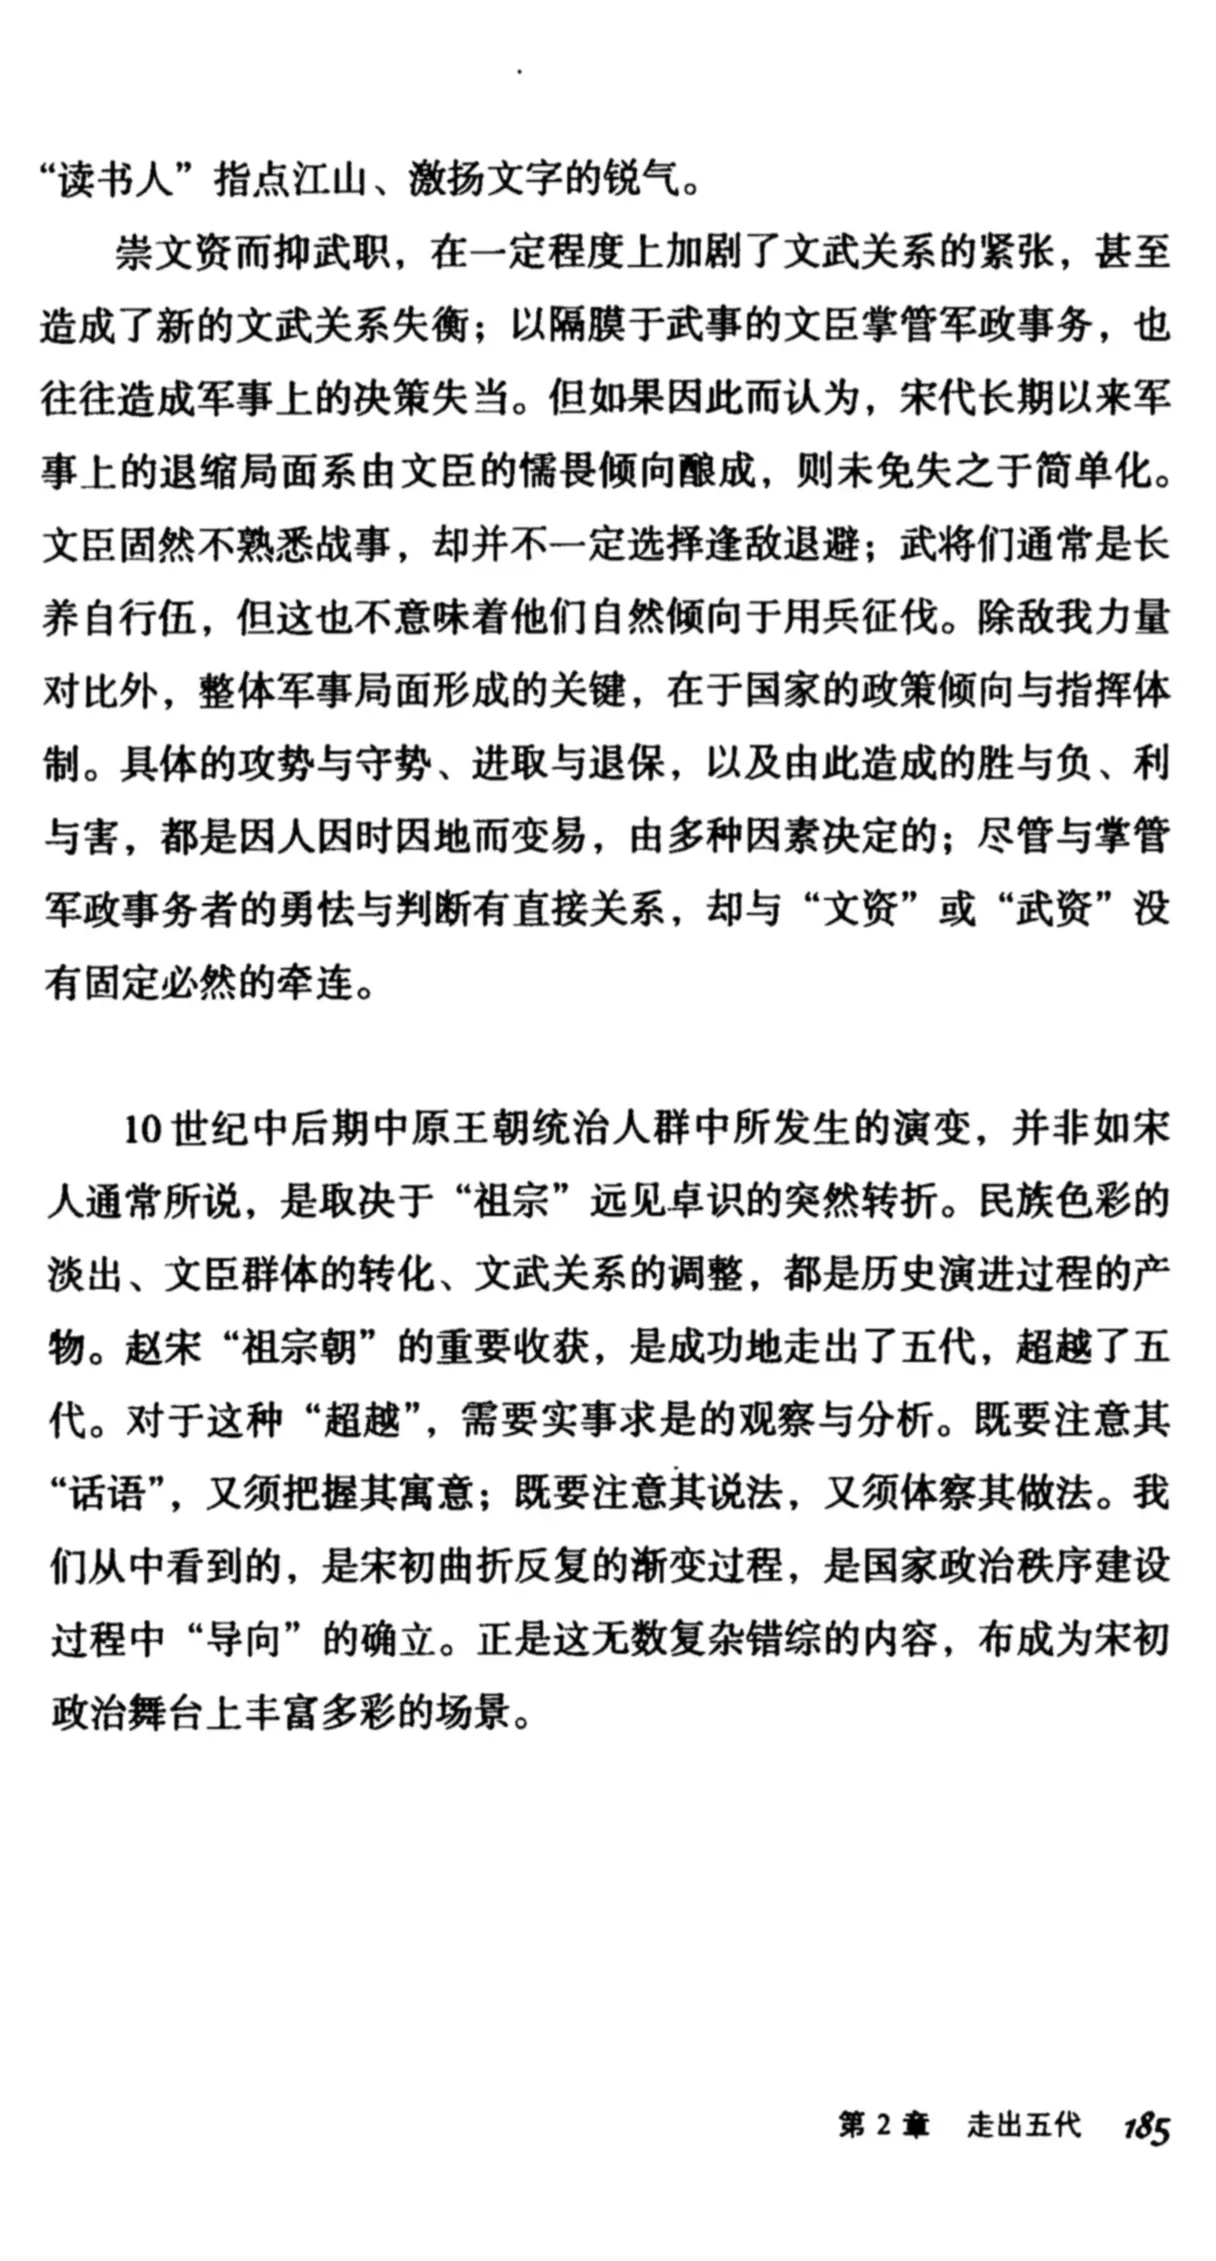 “读书人”指点江山、激扬文字的锐气。
崇文资而抑武职，在一定程度上加剧了文武关系的紧张，甚至
造成了新的文武关系失衡；以隔膜于武事的文臣掌管军政事务，也
往往造成军事上的决策失当。但如果因此而认为，宋代长期以来军
事上的退缩局面系由文臣的懦畏倾向酿成，则未免失之于简单化。
文臣固然不熟悉战事，却并不一定选择逢敌退避；武将们通常是长
养自行伍，但这也不意味着他们自然倾向于用兵征伐。除敌我力量
对比外，整体军事局面形成的关键，在于国家的政策倾向与指挥体
制。具体的攻势与守势、进取与退保，以及由此造成的胜与负、利
与害，都是因人因时因地而变易，由多种因素决定的；尽管与掌管
军政事务者的勇怯与判断有直接关系，却与“文资”或“武资”没
有固定必然的牵连。
10世纪中后期中原王朝统治人群中所发生的演变，并非如宋
人通常所说，是取决于“祖宗”远见卓识的突然转折。民族色彩的
淡出、文臣群体的转化、文武关系的调整，都是历史演进过程的产
物。赵宋“祖宗朝”的重要收获，是成功地走出了五代，超越了五
代。对于这种“超越”，需要实事求是的观察与分析。既要注意其
“话语”，又须把握其寓意；既要注意其说法，又须体察其做法。我
们从中看到的，是宋初曲折反复的渐变过程，是国家政治秩序建设
过程中“导向”的确立。正是这无数复杂错综的内容，布成为宋初
政治舞台上丰富多彩的场景。
第 2 章 走出五代 185